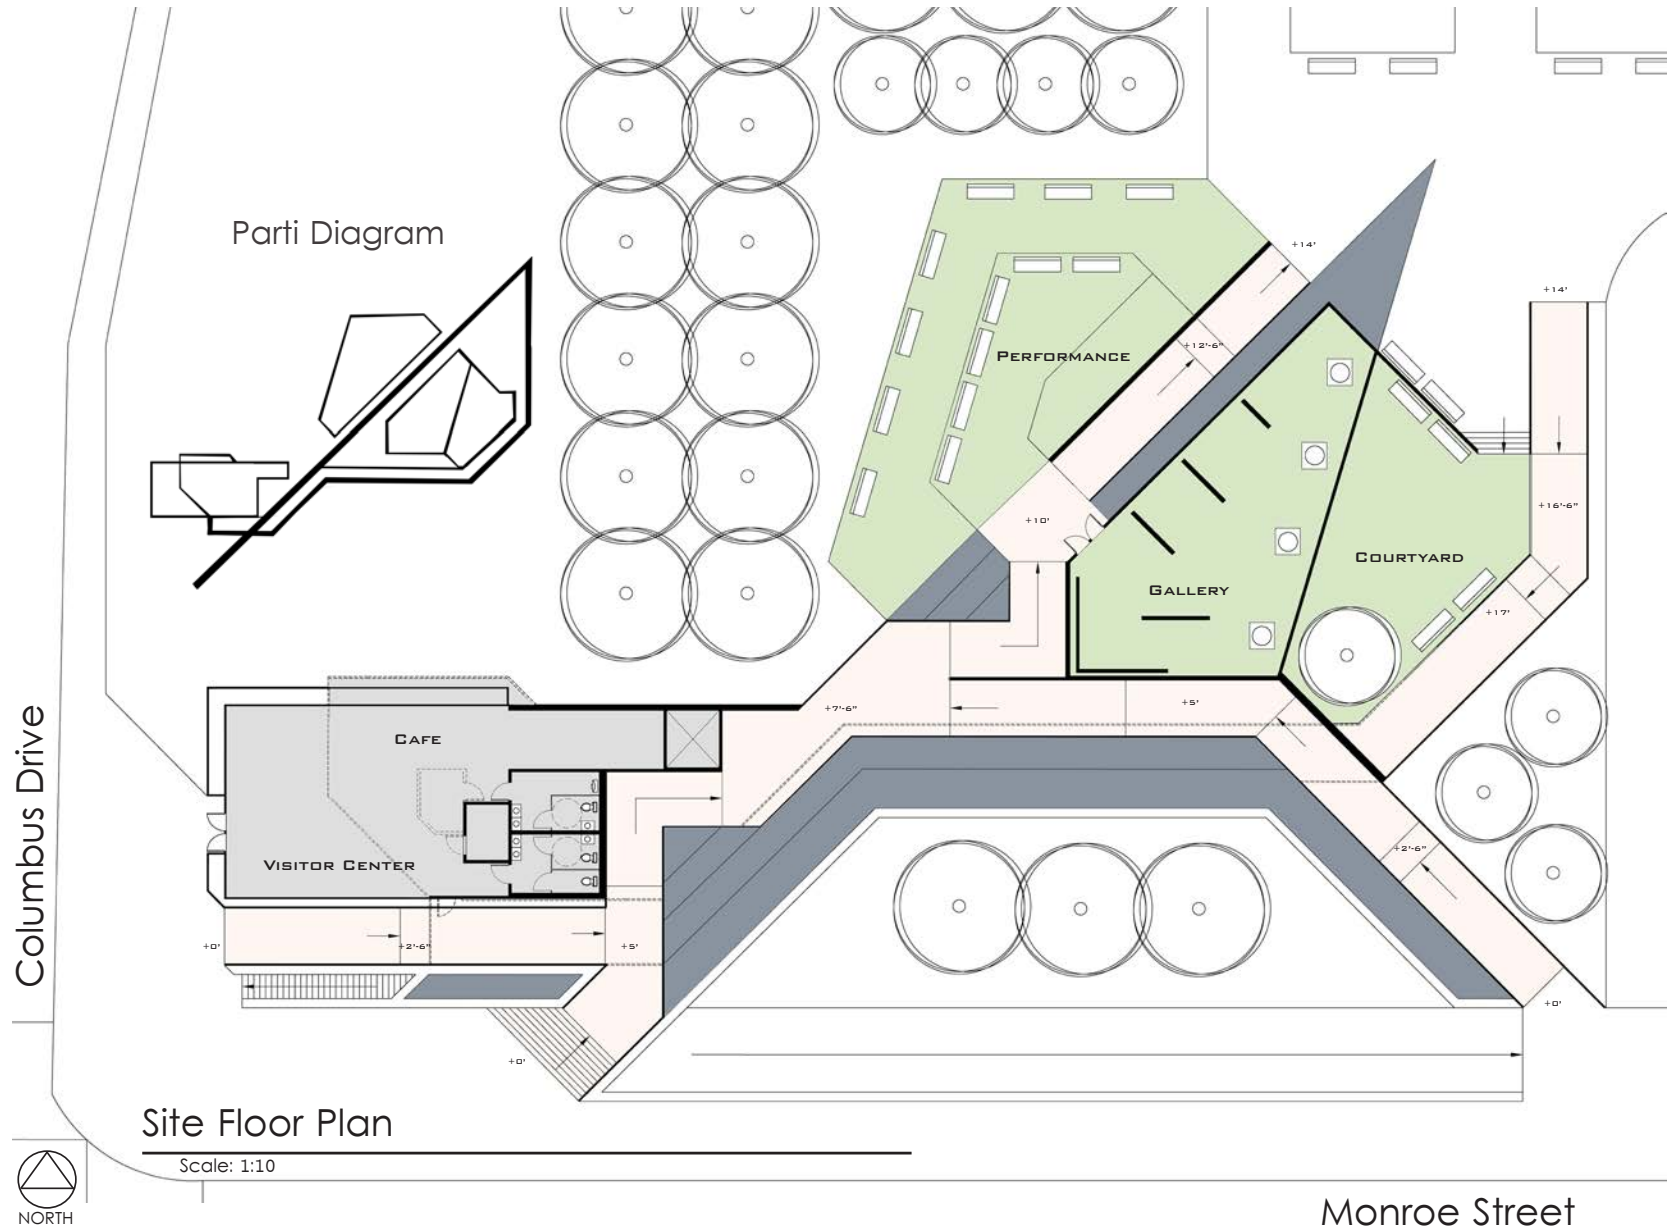 Parti Diagram
+14'
+14'
+12'-6"
Performance
+10'
+16'-6"
Courtyard
Gallery
+17'
+7'-6"
+5'
Cafe
Columbus Drive
Visitor Center
+2'-6"
+0'
+2'-6"
+5'
+0'
+0'
Site Floor Plan
Scale: 1:10
NORTH
Monroe Street